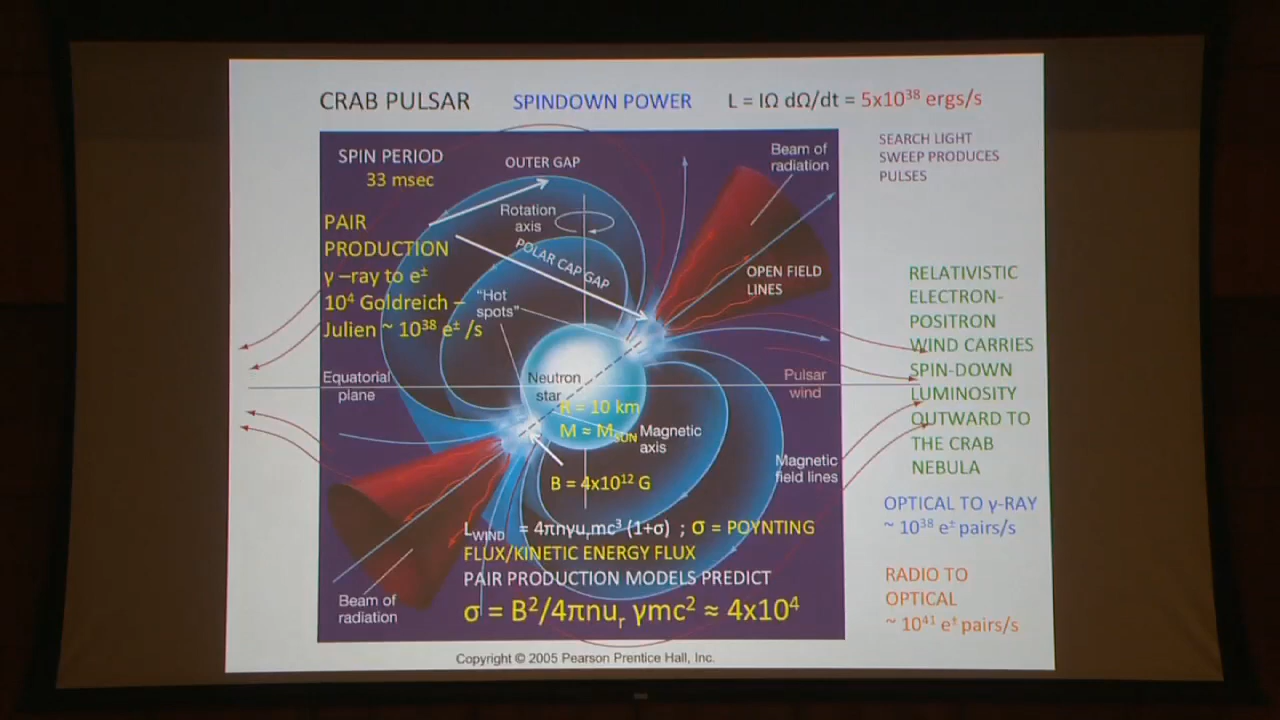 CRAB PULSAR SPINDOWN POWER L = IΩ dΩ/dt = 5x10³⁸ ergs/s
SPIN PERIOD
33 msec
OUTER GAP
Beam of
radiation
SEARCH LIGHT
SWEEP PRODUCES
PULSES
PAIR
PRODUCTION
γ –ray to e±
10⁴ Goldreich –
Julien ~ 10³⁸ e± /s
Rotation
axis
POLAR CAP GAP
OPEN FIELD
LINES
"Hot
spots"
Equatorial
plane
Neutron
star
R = 10 km
M ≈ M_SUN
Magnetic
axis
Pulsar
wind
Magnetic
field lines
B = 4x10¹² G
RELATIVISTIC
ELECTRON-
POSITRON
WIND CARRIES
SPIN-DOWN
LUMINOSITY
OUTWARD TO
THE CRAB
NEBULA
OPTICAL TO γ-RAY
~ 10³⁸ e± pairs/s
RADIO TO
OPTICAL
~ 10⁴¹ e± pairs/s
L_WIND = 4πnγu_rmc³ (1+σ) ; σ = POYNTING
FLUX/KINETIC ENERGY FLUX
PAIR PRODUCTION MODELS PREDICT
σ = B²/4πnu_r γmc² ≈ 4x10⁴
Beam of
radiation
Copyright © 2005 Pearson Prentice Hall, Inc.